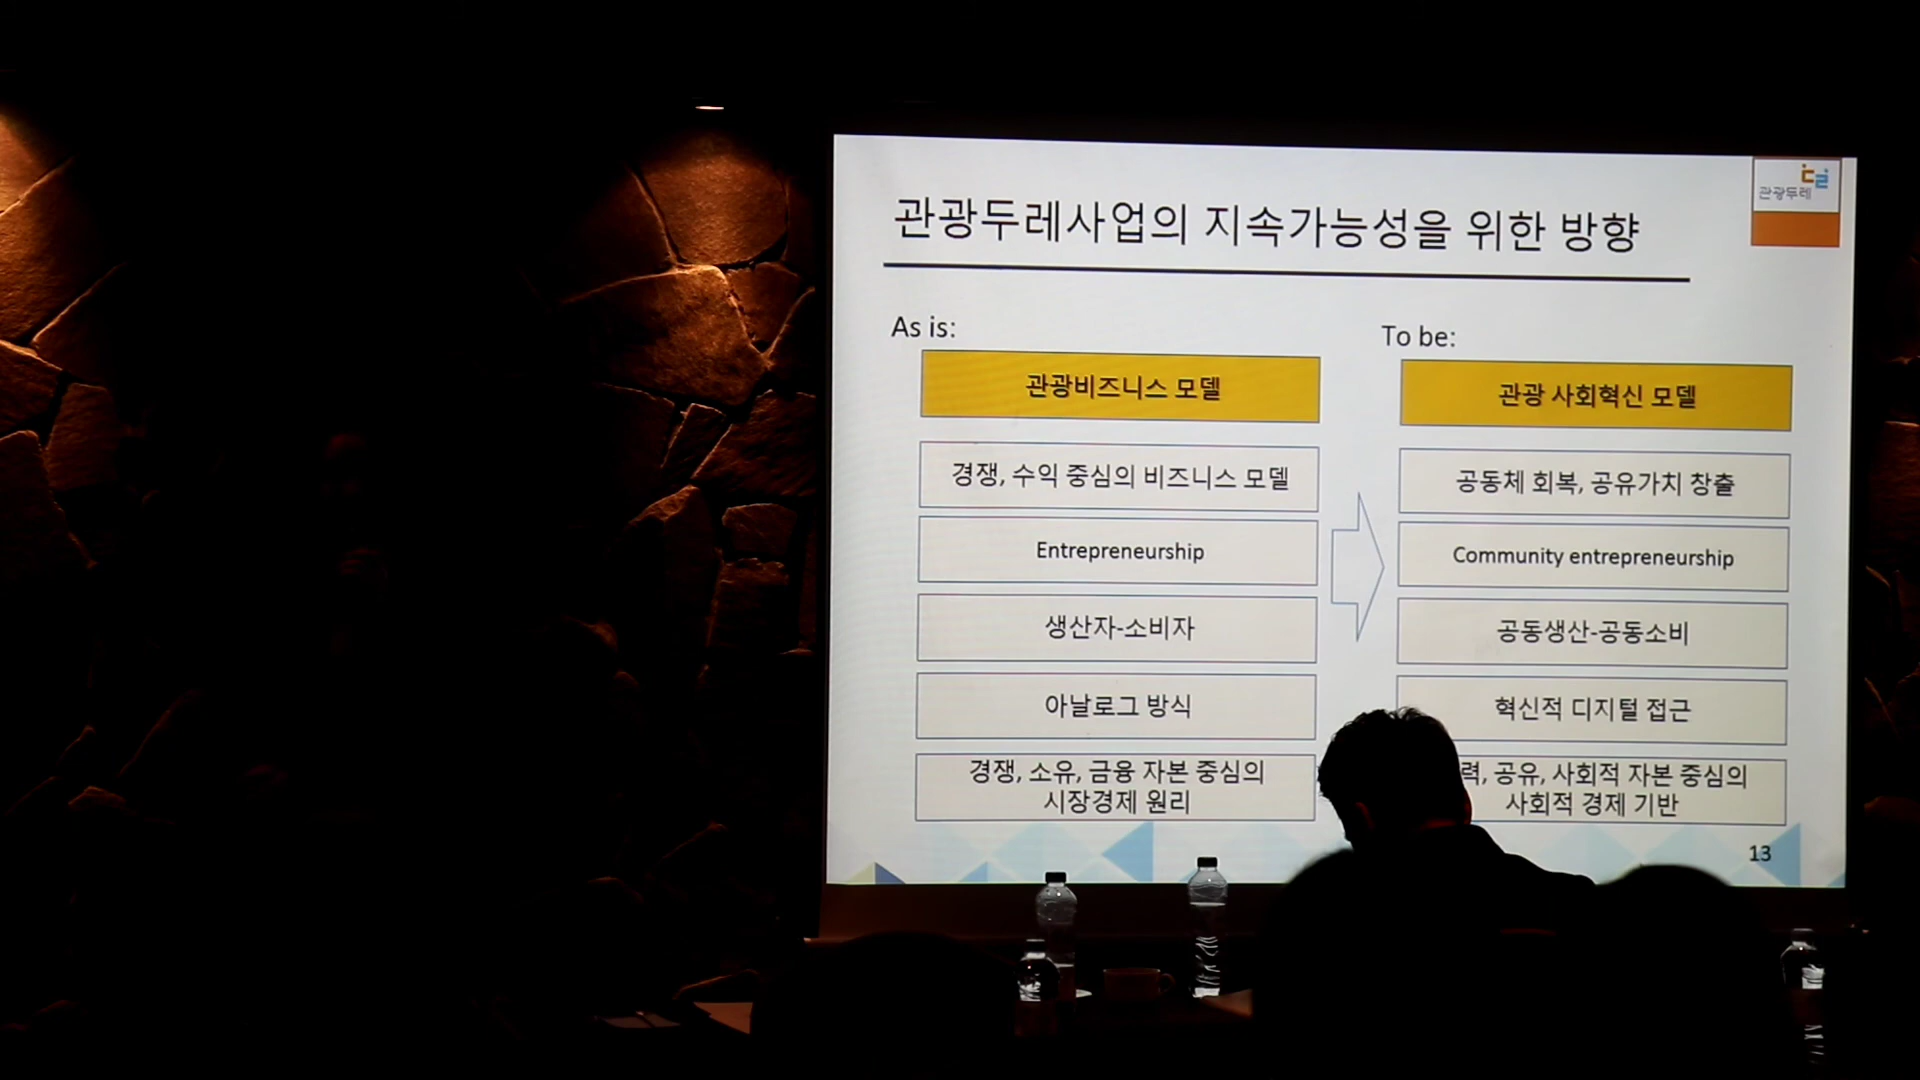 관광두레
관광두레사업의 지속가능성을 위한 방향
As is:
관광비즈니스 모델
경쟁, 수익 중심의 비즈니스 모델
Entrepreneurship
생산자-소비자
아날로그 방식
경쟁, 소유, 금융 자본 중심의
시장경제 원리
To be:
관광 사회혁신 모델
공동체 회복, 공유가치 창출
Community entrepreneurship
공동생산-공동소비
혁신적 디지털 접근
공유, 사회적 자본 중심의
사회적 경제 기반
13